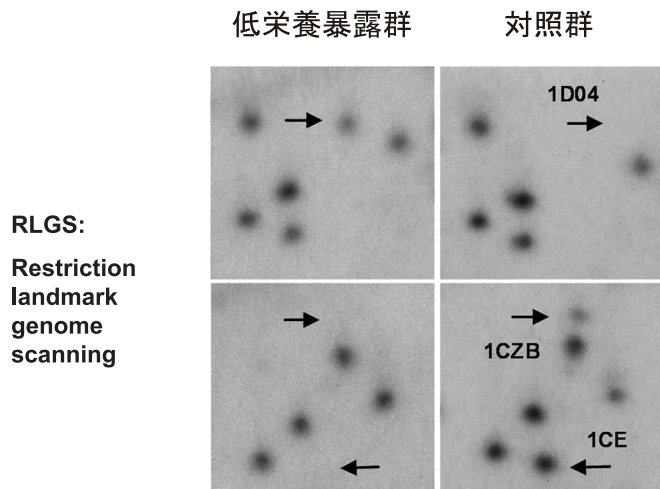 低栄養暴露群
対照群
1D04
RLGS:
Restriction
landmark
genome
scanning
1CZB
1CE